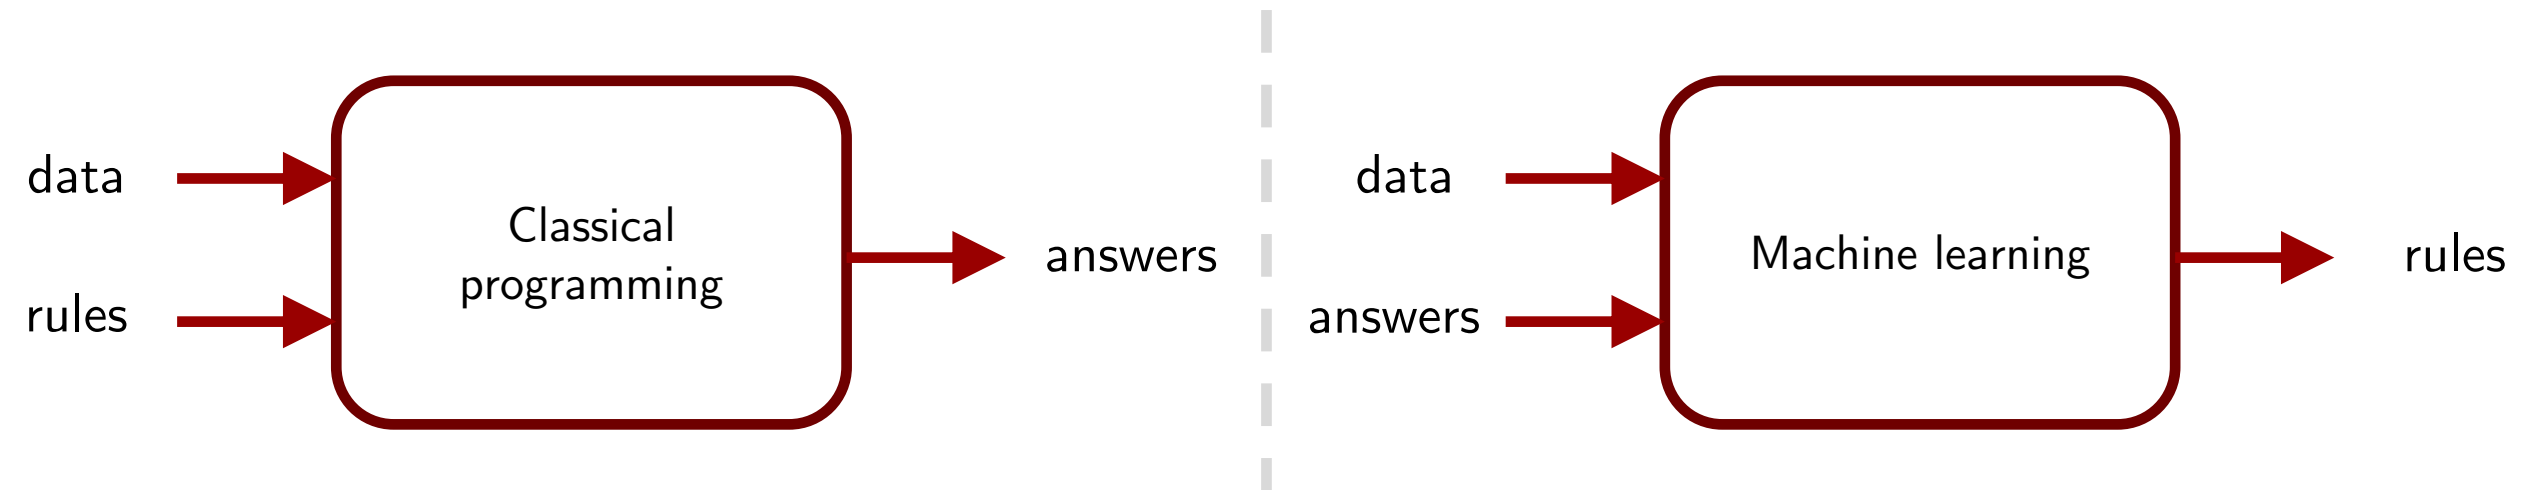 data
rules
Classical
programming
answers
data
answers
Machine learning
rules